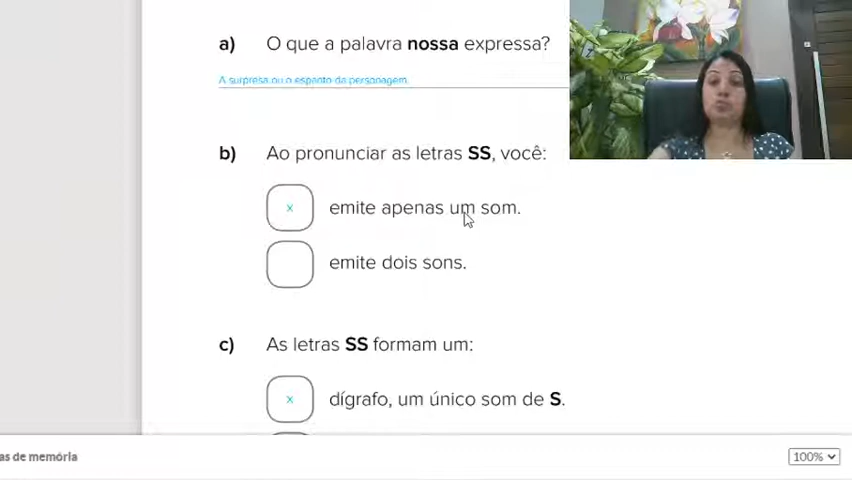 a) O que a palavra nossa expressa?
A surpresa ou o espanto da personagem.
b) Ao pronunciar as letras SS, você:
x emite apenas um som.
emite dois sons.
c) As letras SS formam um:
x dígrafo, um único som de S.
as de memória
100%